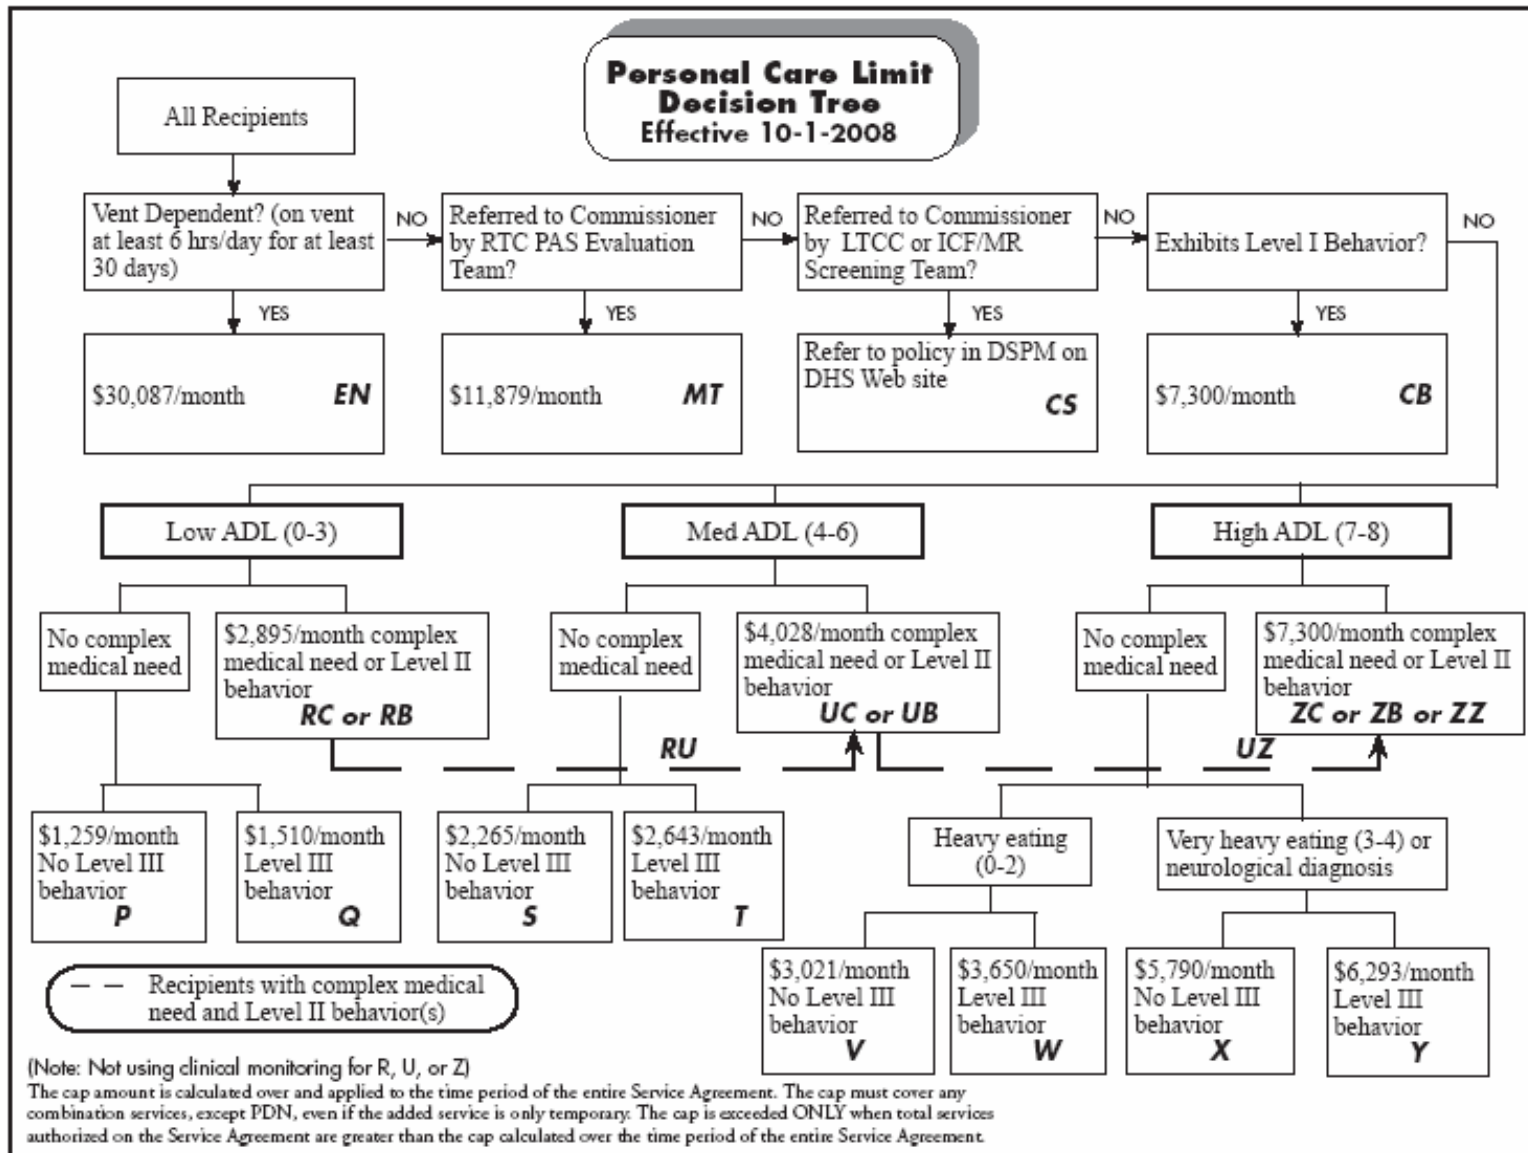 Personal Care Limit
Decision Tree
Effective 10-1-2008
All Recipients
Vent Dependent? (on vent
at least 6 hrs/day for at least
30 days)
NO
Referred to Commissioner
by RTC PAS Evaluation
Team?
NO
Referred to Commissioner
by LTCC or ICF/MR
Screening Team?
NO
Exhibits Level I Behavior?
NO
YES
YES
YES
YES
$30,087/month EN
$11,879/month MT
Refer to policy in DSPM on
DHS Web site
CS
$7,300/month CB
Low ADL (0-3)
Med ADL (4-6)
High ADL (7-8)
No complex
medical need
$2,895/month complex
medical need or Level II
behavior
RC or RB
No complex
medical need
$4,028/month complex
medical need or Level II
behavior
UC or UB
No complex
medical need
$7,300/month complex
medical need or Level II
behavior
ZC or ZB or ZZ
RU
UZ
$1,259/month
No Level III
behavior
P
$1,510/month
Level III
behavior
Q
$2,265/month
No Level III
behavior
S
$2,643/month
Level III
behavior
T
Heavy eating
(0-2)
Very heavy eating (3-4) or
neurological diagnosis
$3,021/month
No Level III
behavior
V
$3,650/month
Level III
behavior
W
$5,790/month
No Level III
behavior
X
$6,293/month
Level III
behavior
Y
— — Recipients with complex medical
need and Level II behavior(s)
(Note: Not using clinical monitoring for R, U, or Z)
The cap amount is calculated over and applied to the time period of the entire Service Agreement. The cap must cover any
combination services, except PDN, even if the added service is only temporary. The cap is exceeded ONLY when total services
authorized on the Service Agreement are greater than the cap calculated over the time period of the entire Service Agreement.